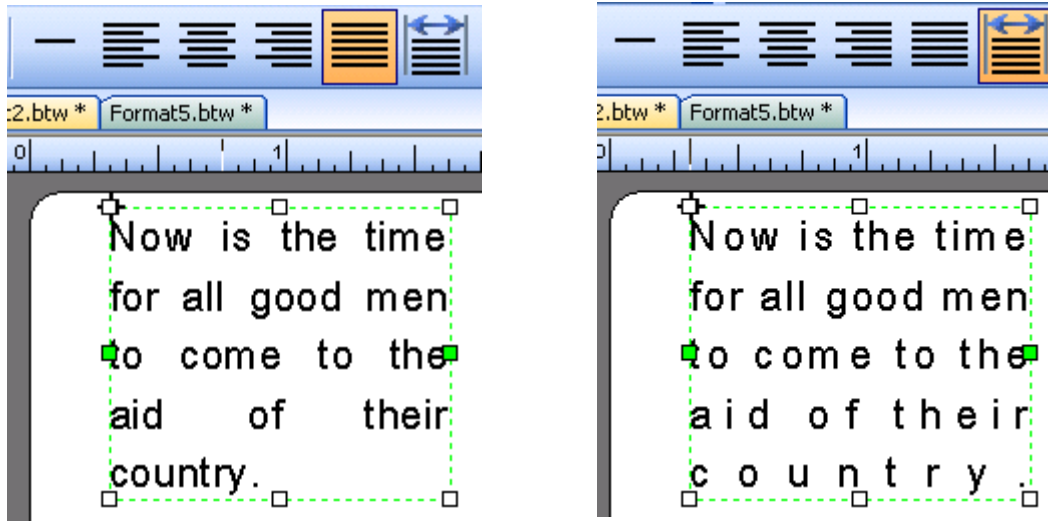 c2.btw * Format5.btw *
0 1
Now is the time
for all good men
to come to the
aid of their
country.
2.btw * Format5.btw *
0 1
Now is the time
for all good men
to come to the
aid of their
country.